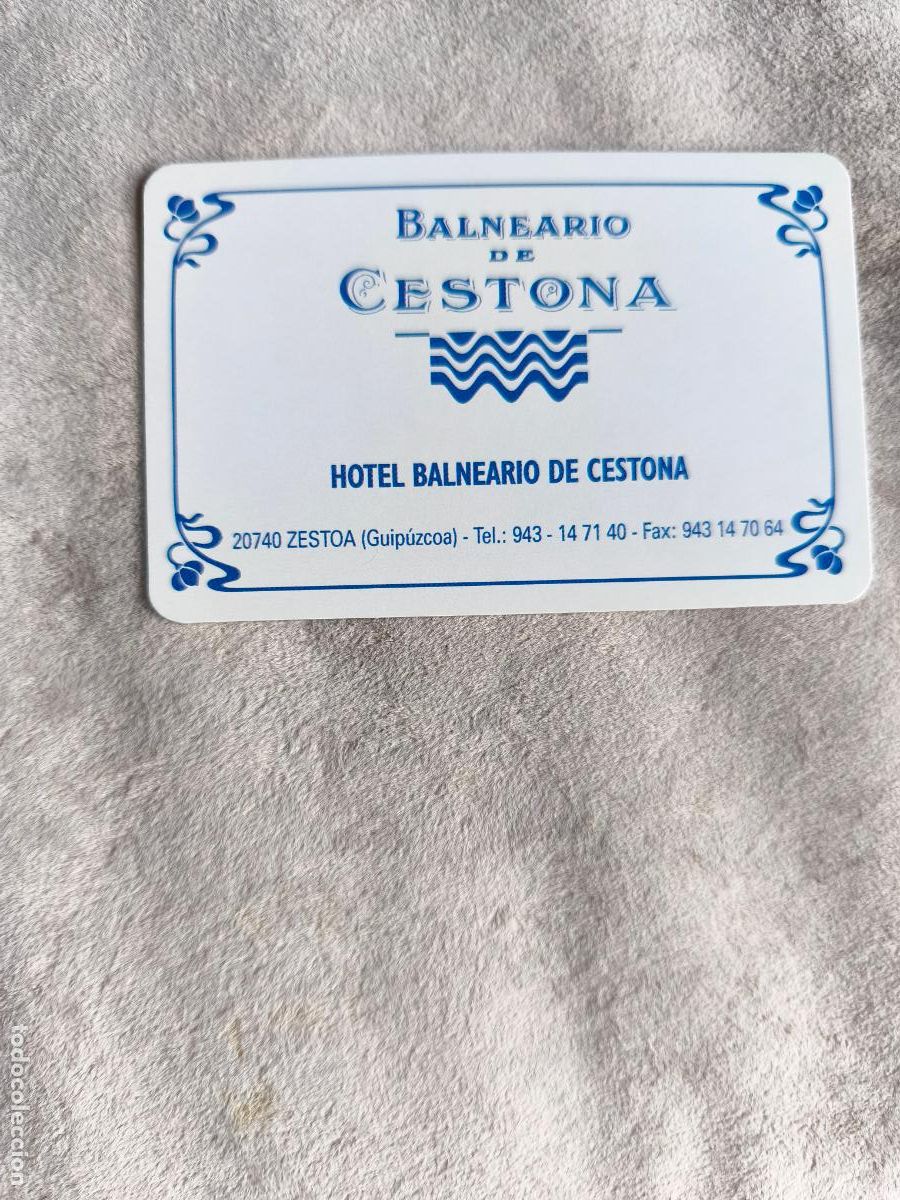 BALNEARIO
DE
CESTONA
HOTEL BALNEARIO DE CESTONA
20740 ZESTOA (Guipúzcoa) - Tel.: 943 - 14 71 40 - Fax: 943 14 70 64
todocoleccion